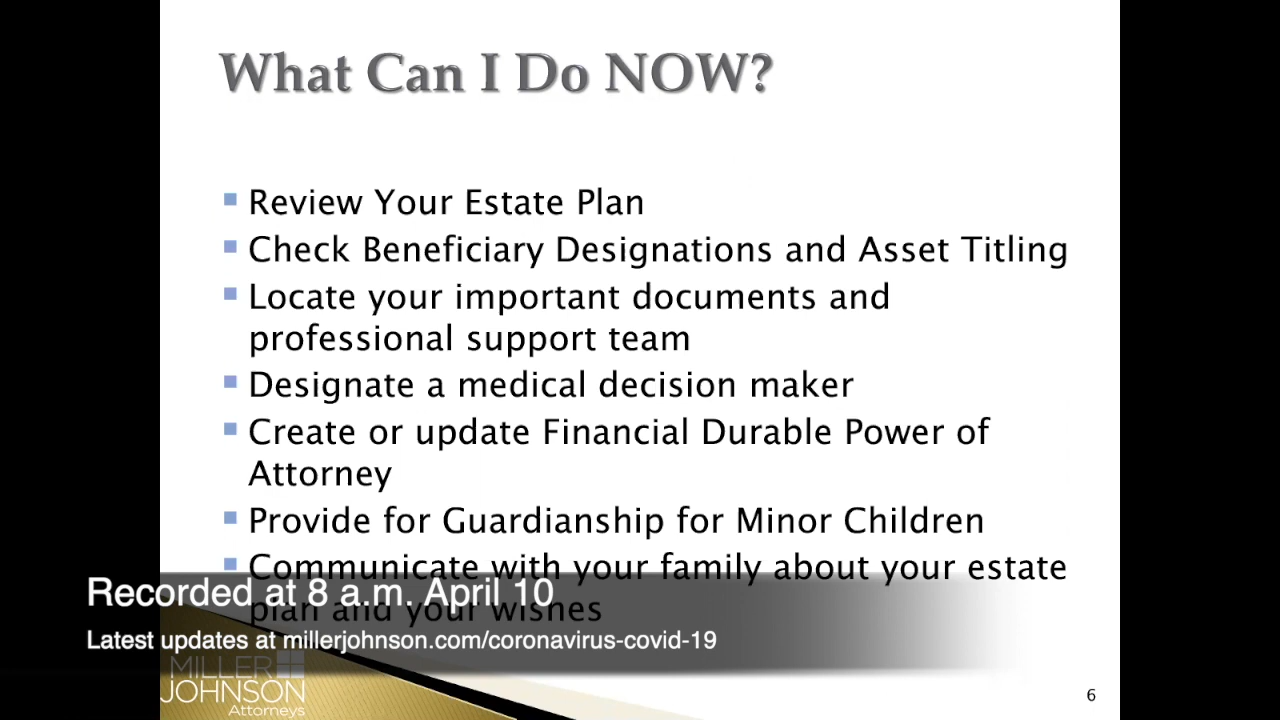 What Can I Do NOW?
Review Your Estate Plan
Check Beneficiary Designations and Asset Titling
Locate your important documents and
professional support team
Designate a medical decision maker
Create or update Financial Durable Power of
Attorney
Provide for Guardianship for Minor Children
Communicate with your family about your estate
plan and your wishes
Recorded at 8 a.m. April 10
Latest updates at millerjohnson.com/coronavirus-covid-19
MILLER
JOHNSON
Attorneys
6